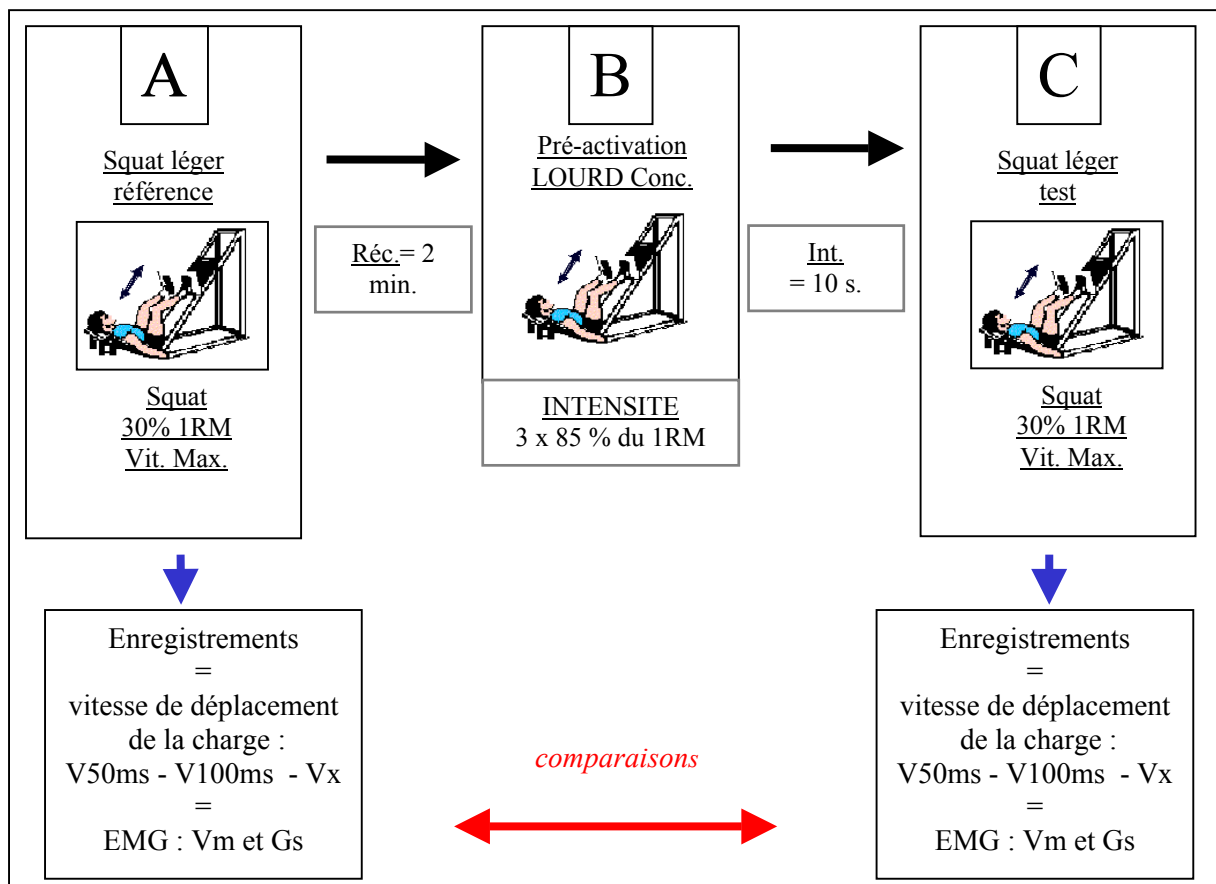 A
Squat léger
référence
Squat
30% 1RM
Vit. Max.
Réc.= 2
min.
B
Pré-activation
LOURD Conc.
INTENSITE
3 x 85 % du 1RM
Int.
= 10 s.
C
Squat léger
test
Squat
30% 1RM
Vit. Max.
Enregistrements
=
vitesse de déplacement
de la charge :
V50ms - V100ms - Vx
=
EMG : Vm et Gs
comparaisons
Enregistrements
=
vitesse de déplacement
de la charge :
V50ms - V100ms - Vx
=
EMG : Vm et Gs